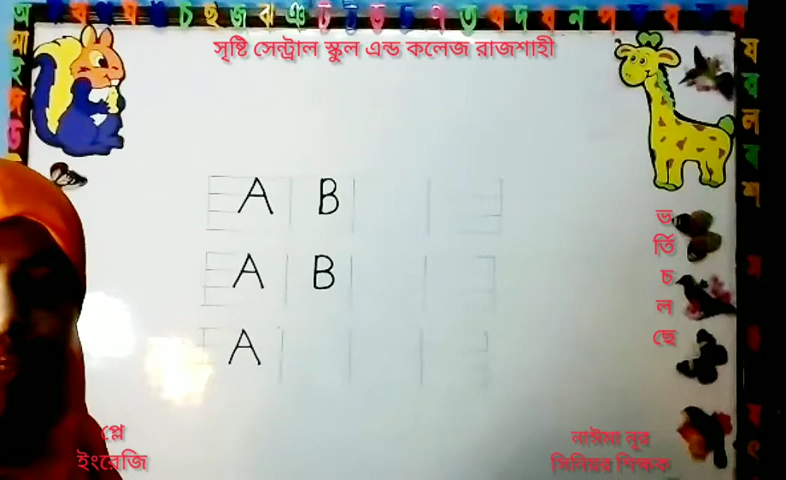 অ ই ঝ ঞ ট ঠ ড ণ ত থ দ ধ ন প ব
সৃষ্টি সেন্ট্রাল স্কুল এন্ড কলেজ রাজশাহী
আ
ই
উ
য
র
ল
ব
শ
A B
A B
A
ভ
র্তি
চ
ল
ছে
প্লে
ইংরেজি
নাঈমা নূর
সিনিয়র শিক্ষক